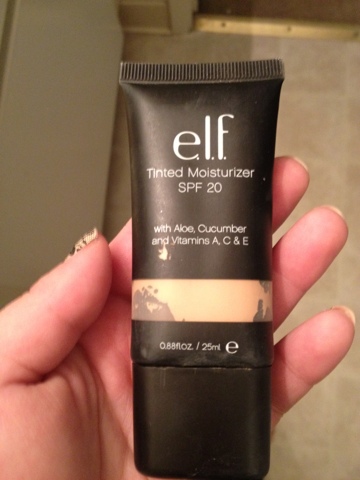 e.l.f.
Tinted Moisturizer
SPF 20
with Aloe, Cucumber
and Vitamins A, C & E
0.88fl.oz. / 25ml ℮